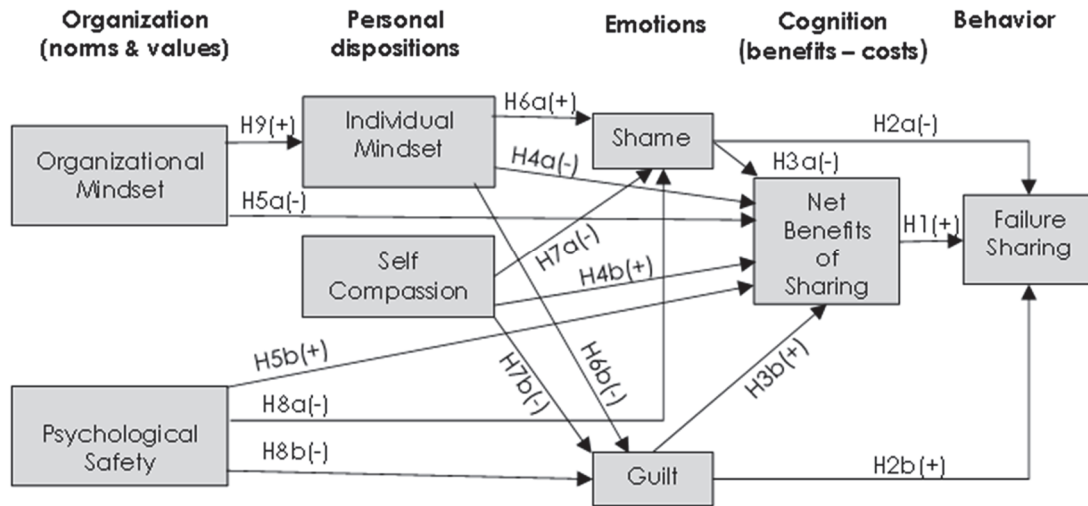 Organization
(norms & values)
Personal
dispositions
Emotions
Cognition
(benefits – costs)
Behavior
H9(+)
H6a(+)
H2a(-)
Organizational
Mindset
Individual
Mindset
Shame
H4a(-)
H3a(-)
H5a(-)
Net
Benefits
of
Sharing
H1(+)
Failure
Sharing
Self
Compassion
H7a(-)
H4b(+)
H5b(+)
H7b(-)
H6b(-)
H3b(+)
H8a(-)
Psychological
Safety
H8b(-)
Guilt
H2b(+)